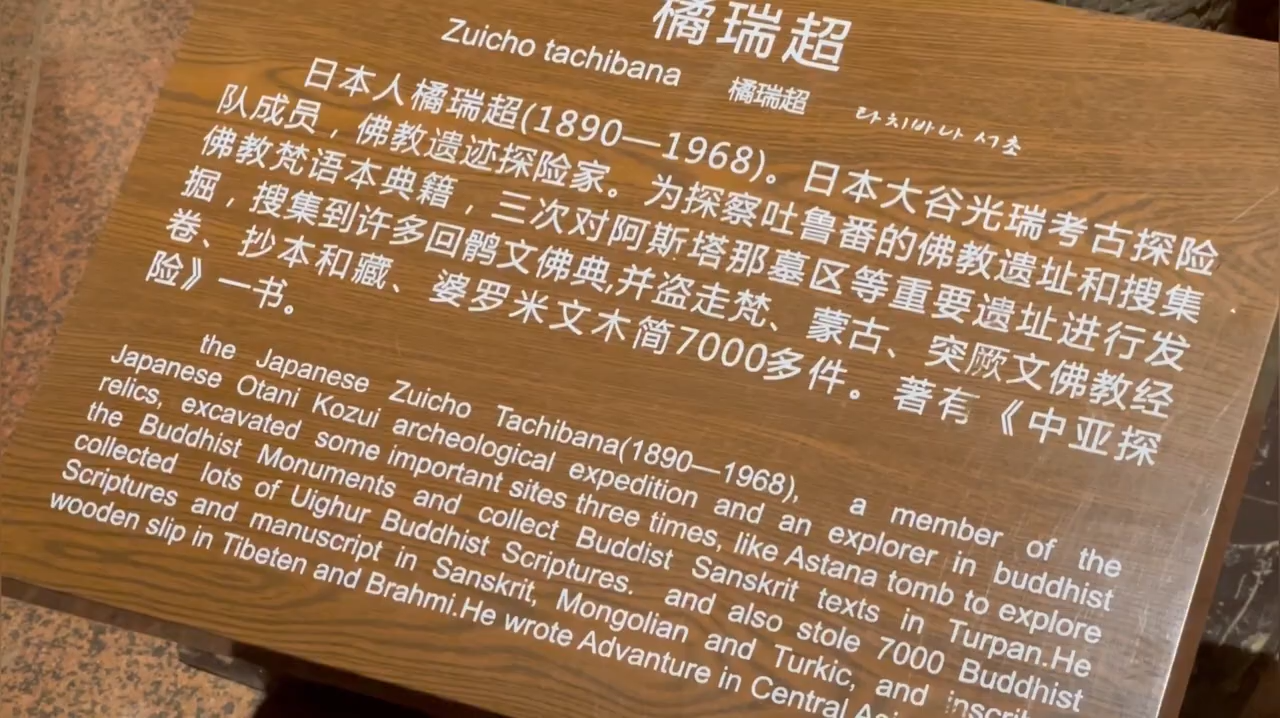 橘瑞超
Zuicho tachibana 橘瑞超 타치바나 시초
日本人橘瑞超(1890—1968)。日本大谷光瑞考古探险
队成员，佛教遗迹探险家。为探察吐鲁番的佛教遗址和搜集
佛教梵语本典籍，三次对阿斯塔那墓区等重要遗址进行发
掘，搜集到许多回鹘文佛典,并盗走梵、蒙古、突厥文佛教经
卷、抄本和藏、婆罗米文木简7000多件。著有《中亚探
险》一书。
the Japanese Zuicho Tachibana(1890—1968), a member of the
Japanese Otani Kozui archeological expedition and an explorer in buddhist
relics, excavated some important sites three times, like Astana tomb to explore
the Buddhist Monuments and collect Buddist Sanskrit texts in Turpan.He
collected lots of Uighur Buddhist Scriptures. and also stole 7000 Buddhist
Scriptures and manuscript in Sanskrit, Mongolian and Turkic, and
wooden slip in Tibeten and Brahmi.He wrote Advanture in Central